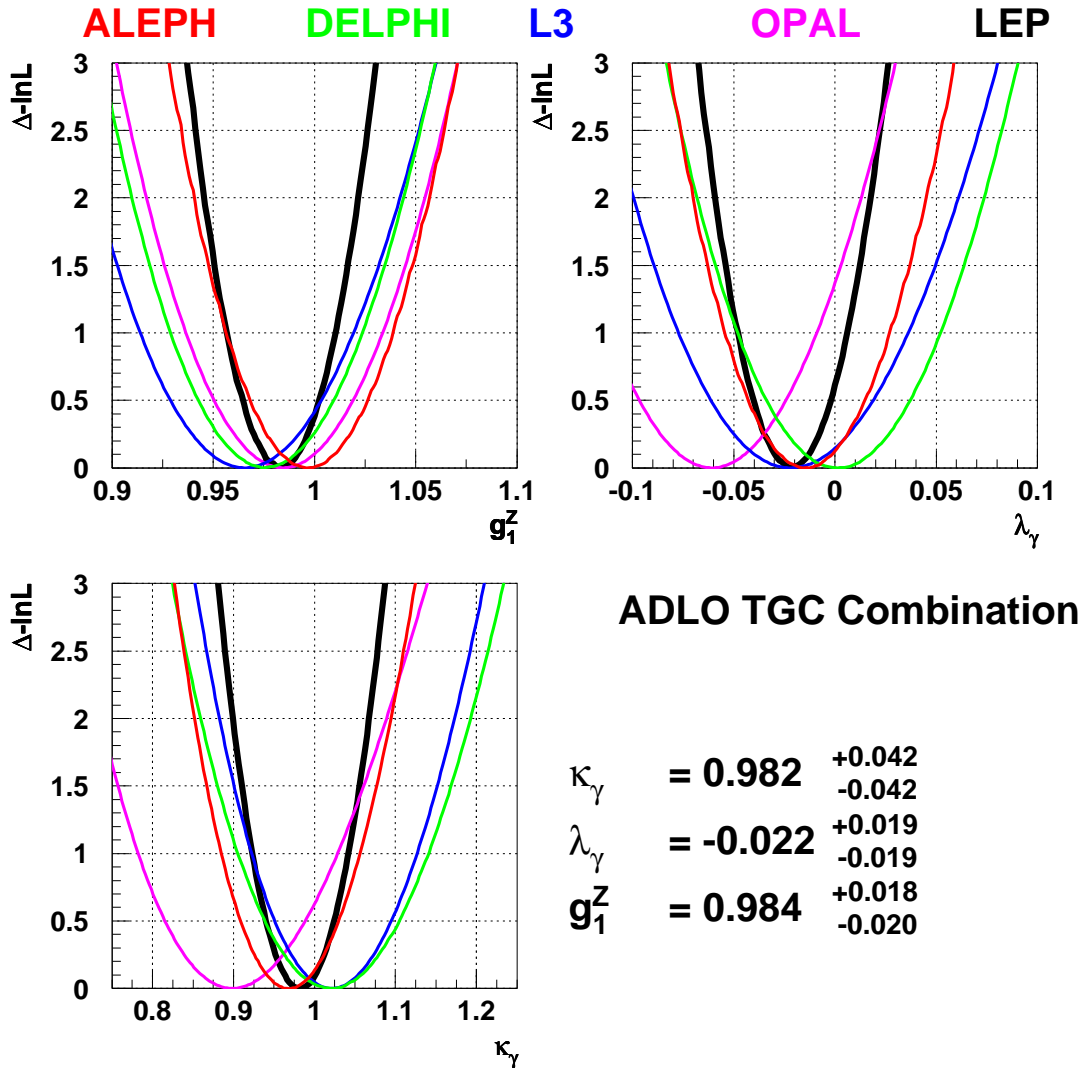 ALEPH DELPHI L3 OPAL LEP
Δ-lnL
3
2.5
2
1.5
1
0.5
0
0.9 0.95 1 1.05 1.1
g₁ᶻ
Δ-lnL
3
2.5
2
1.5
1
0.5
0
-0.1 -0.05 0 0.05 0.1
λᵧ
Δ-lnL
3
2.5
2
1.5
1
0.5
0
0.8 0.9 1 1.1 1.2
κᵧ
ADLO TGC Combination
κᵧ = 0.982 +0.042 -0.042
λᵧ = -0.022 +0.019 -0.019
g₁ᶻ = 0.984 +0.018 -0.020